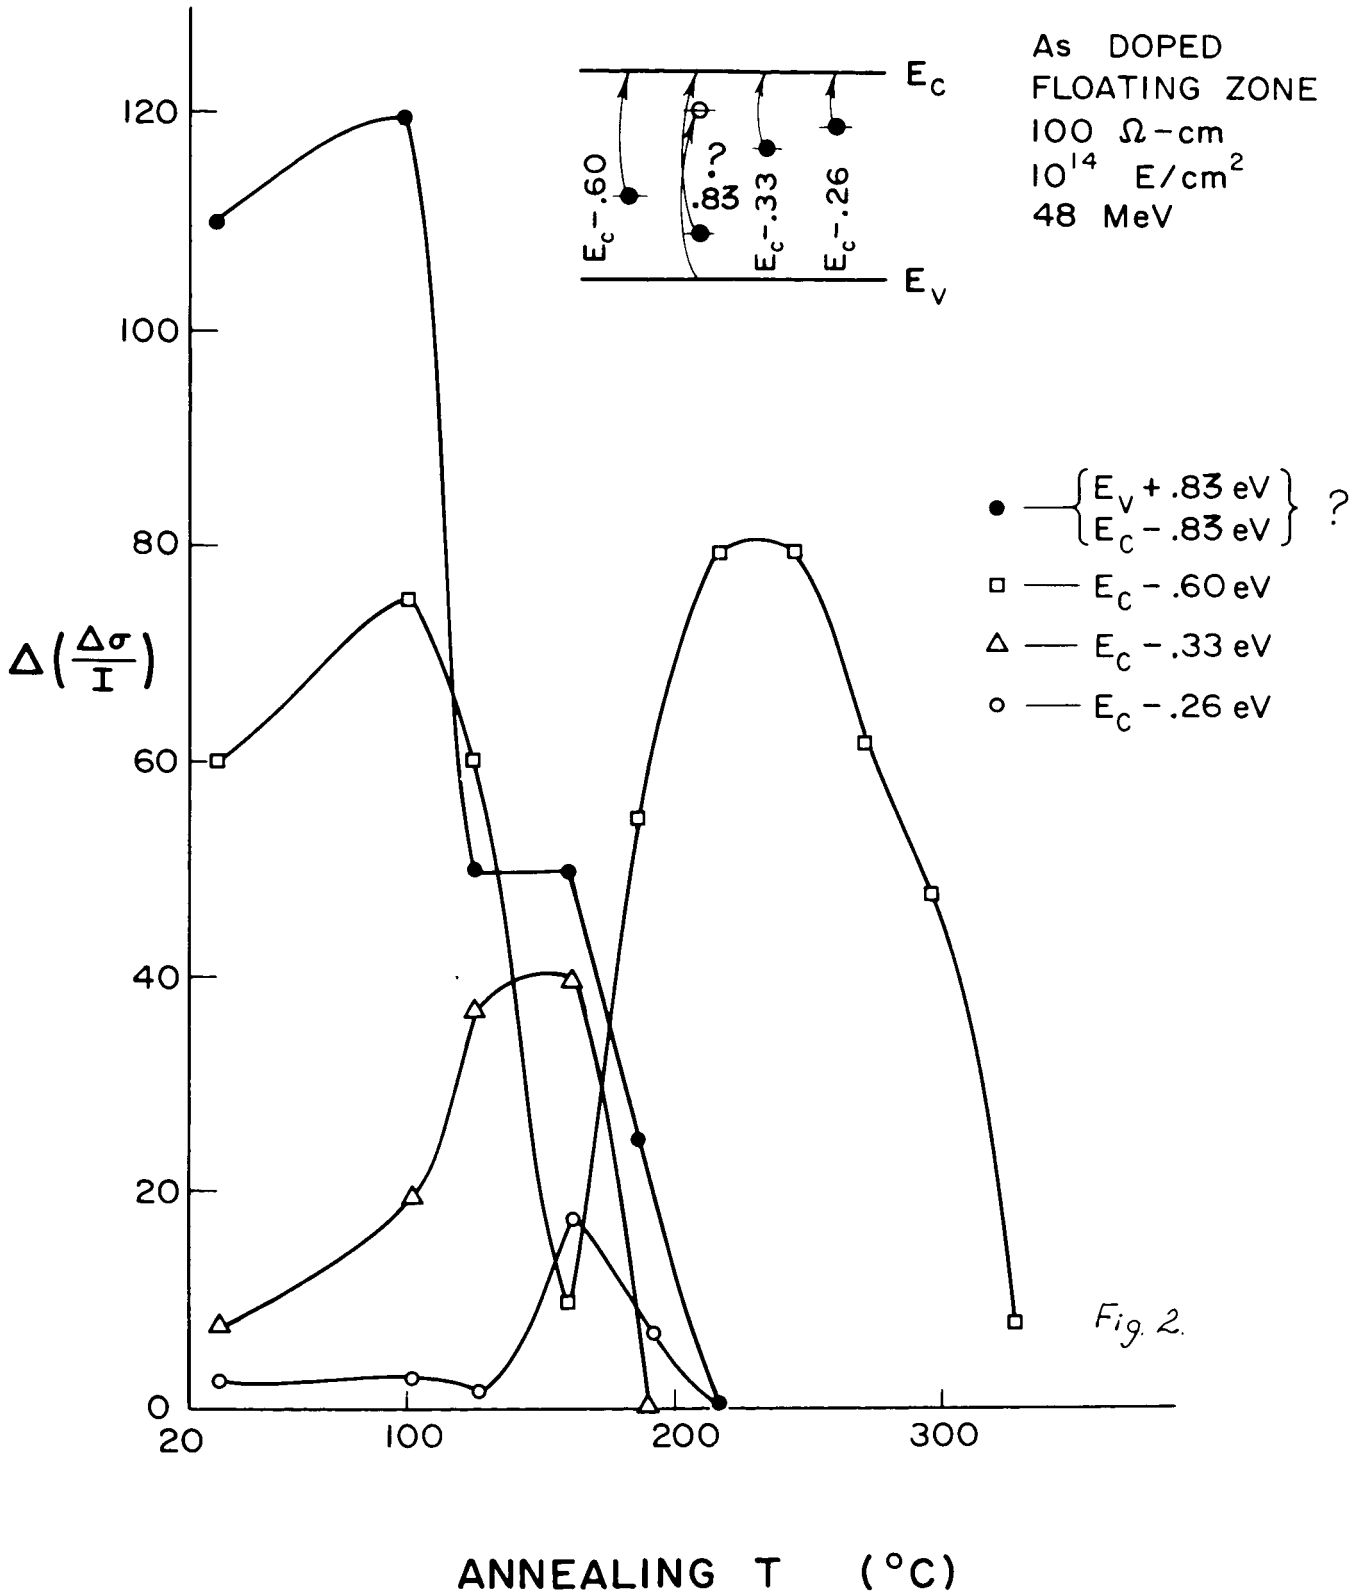 As DOPED
FLOATING ZONE
100 Ω-cm
10¹⁴ E/cm²
48 MeV
E_C
E_V
E_C-.60
?
.83
E_C-.33
E_C-.26
120
100
80
60
40
20
0
Δ(Δσ/I)
E_V + .83 eV
E_C - .83 eV
?
E_C - .60 eV
E_C - .33 eV
E_C - .26 eV
Fig. 2.
20 100 200 300
ANNEALING T (°C)